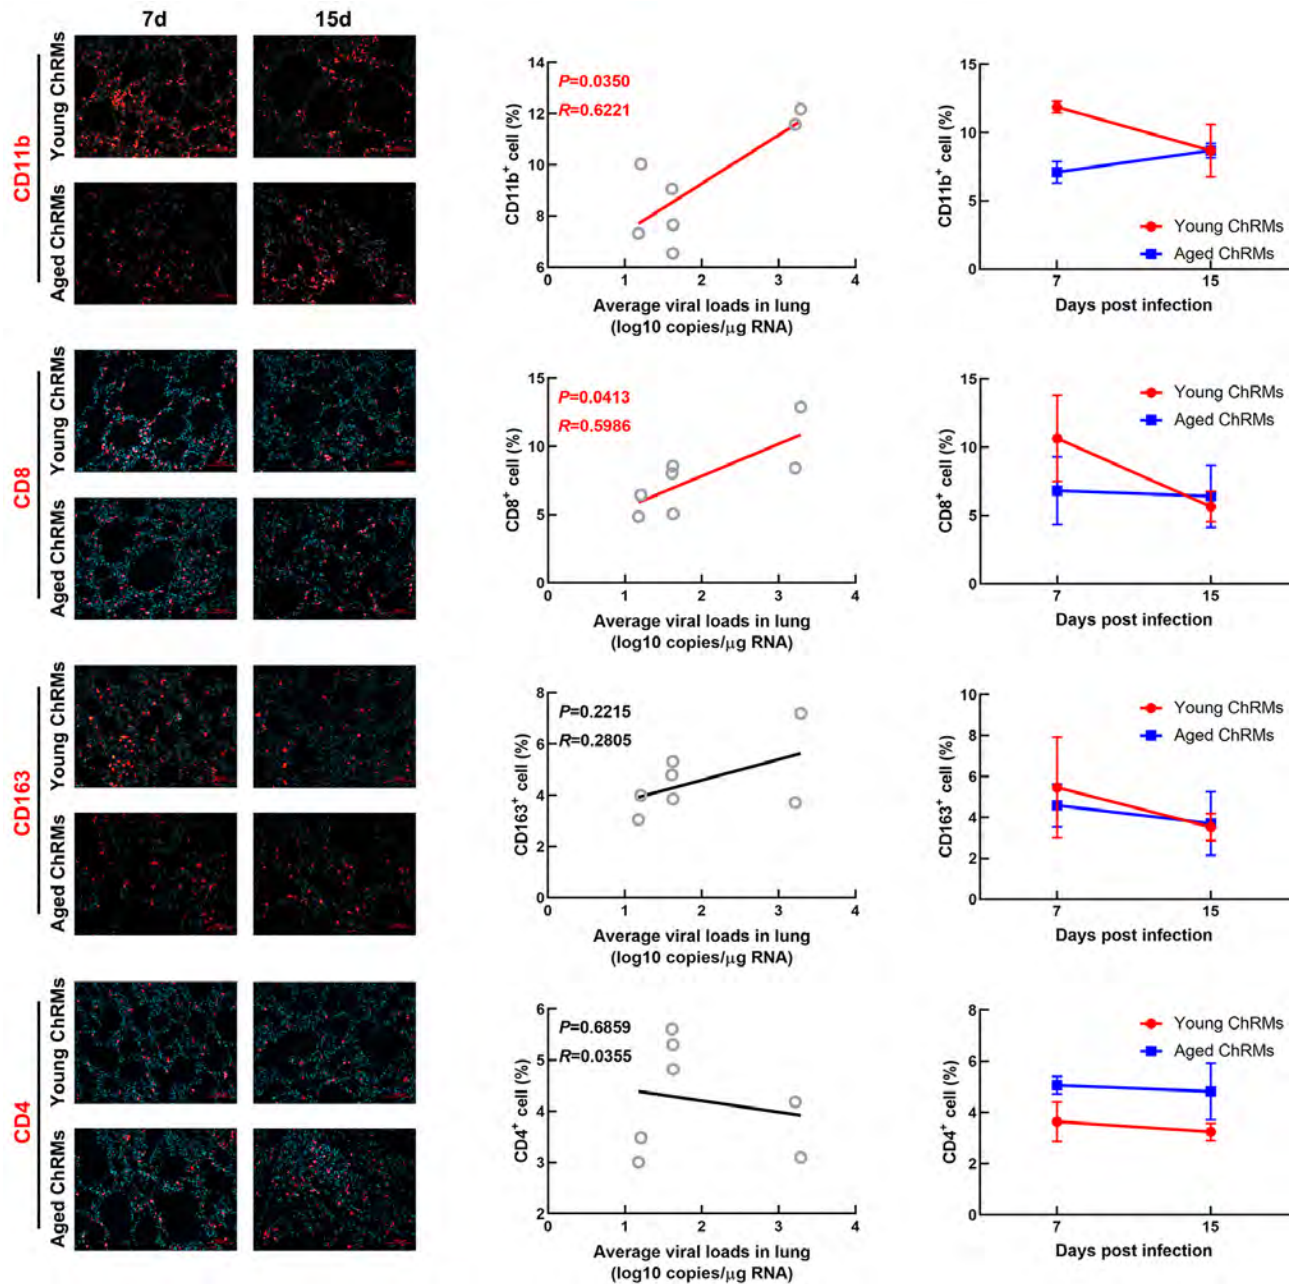 7d 15d
CD11b
Young ChRMs
Aged ChRMs
P=0.0350
R=0.6221
CD11b+ cell (%)
14
12
10
8
6
0 1 2 3 4
Average viral loads in lung
(log10 copies/μg RNA)
CD11b+ cell (%)
15
10
5
0
Young ChRMs
Aged ChRMs
7 15
Days post infection
CD8
Young ChRMs
Aged ChRMs
P=0.0413
R=0.5986
CD8+ cell (%)
15
10
5
0
0 1 2 3 4
Average viral loads in lung
(log10 copies/μg RNA)
CD8+ cell (%)
15
10
5
0
Young ChRMs
Aged ChRMs
7 15
Days post infection
CD163
Young ChRMs
Aged ChRMs
P=0.2215
R=0.2805
CD163+ cell (%)
8
6
4
2
0
0 1 2 3 4
Average viral loads in lung
(log10 copies/μg RNA)
CD163+ cell (%)
10
8
6
4
2
0
Young ChRMs
Aged ChRMs
7 15
Days post infection
CD4
Young ChRMs
Aged ChRMs
P=0.6859
R=0.0355
CD4+ cell (%)
6
5
4
3
2
0 1 2 3 4
Average viral loads in lung
(log10 copies/μg RNA)
CD4+ cell (%)
8
6
4
2
0
Young ChRMs
Aged ChRMs
7 15
Days post infection